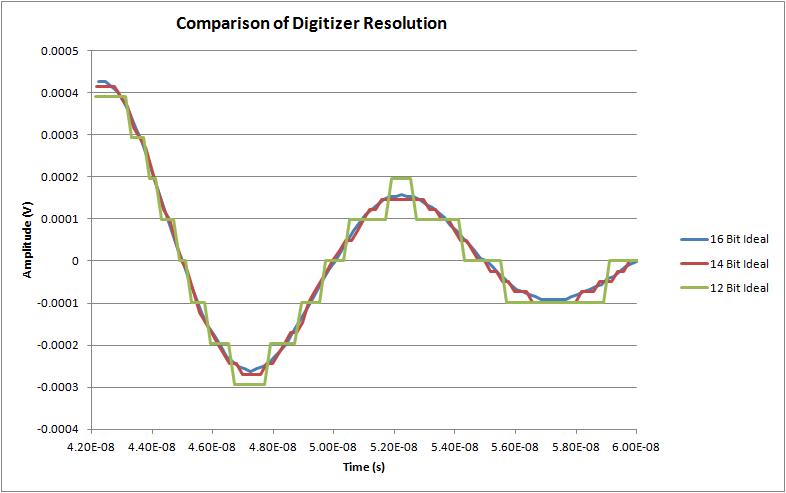 Comparison of Digitizer Resolution
0.0005
0.0004
0.0003
0.0002
0.0001
0
-0.0001
-0.0002
-0.0003
-0.0004
Amplitude (V)
4.20E-08 4.40E-08 4.60E-08 4.80E-08 5.00E-08 5.20E-08 5.40E-08 5.60E-08 5.80E-08 6.00E-08
Time (s)
16 Bit Ideal
14 Bit Ideal
12 Bit Ideal